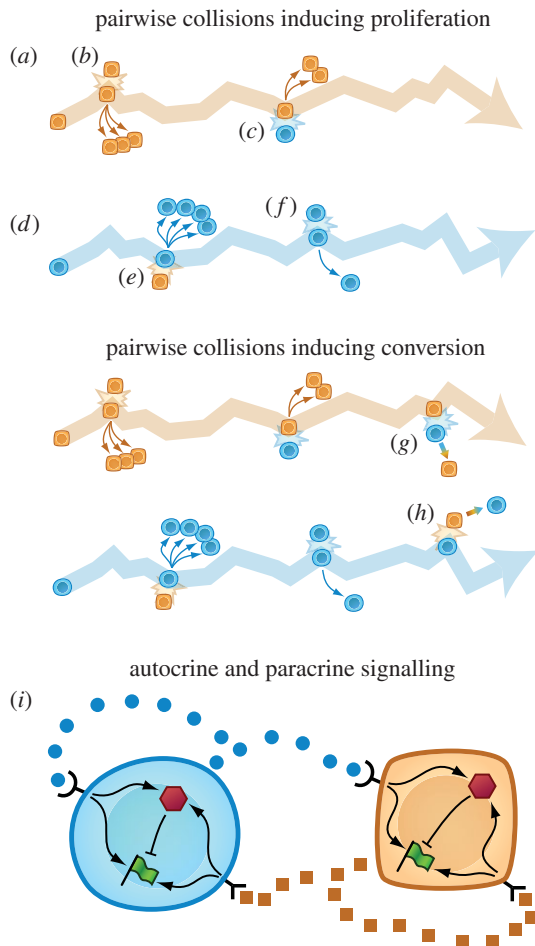 pairwise collisions inducing proliferation
(a)
(b)
(c)
(d)
(e)
(f)
pairwise collisions inducing conversion
(g)
(h)
autocrine and paracrine signalling
(i)